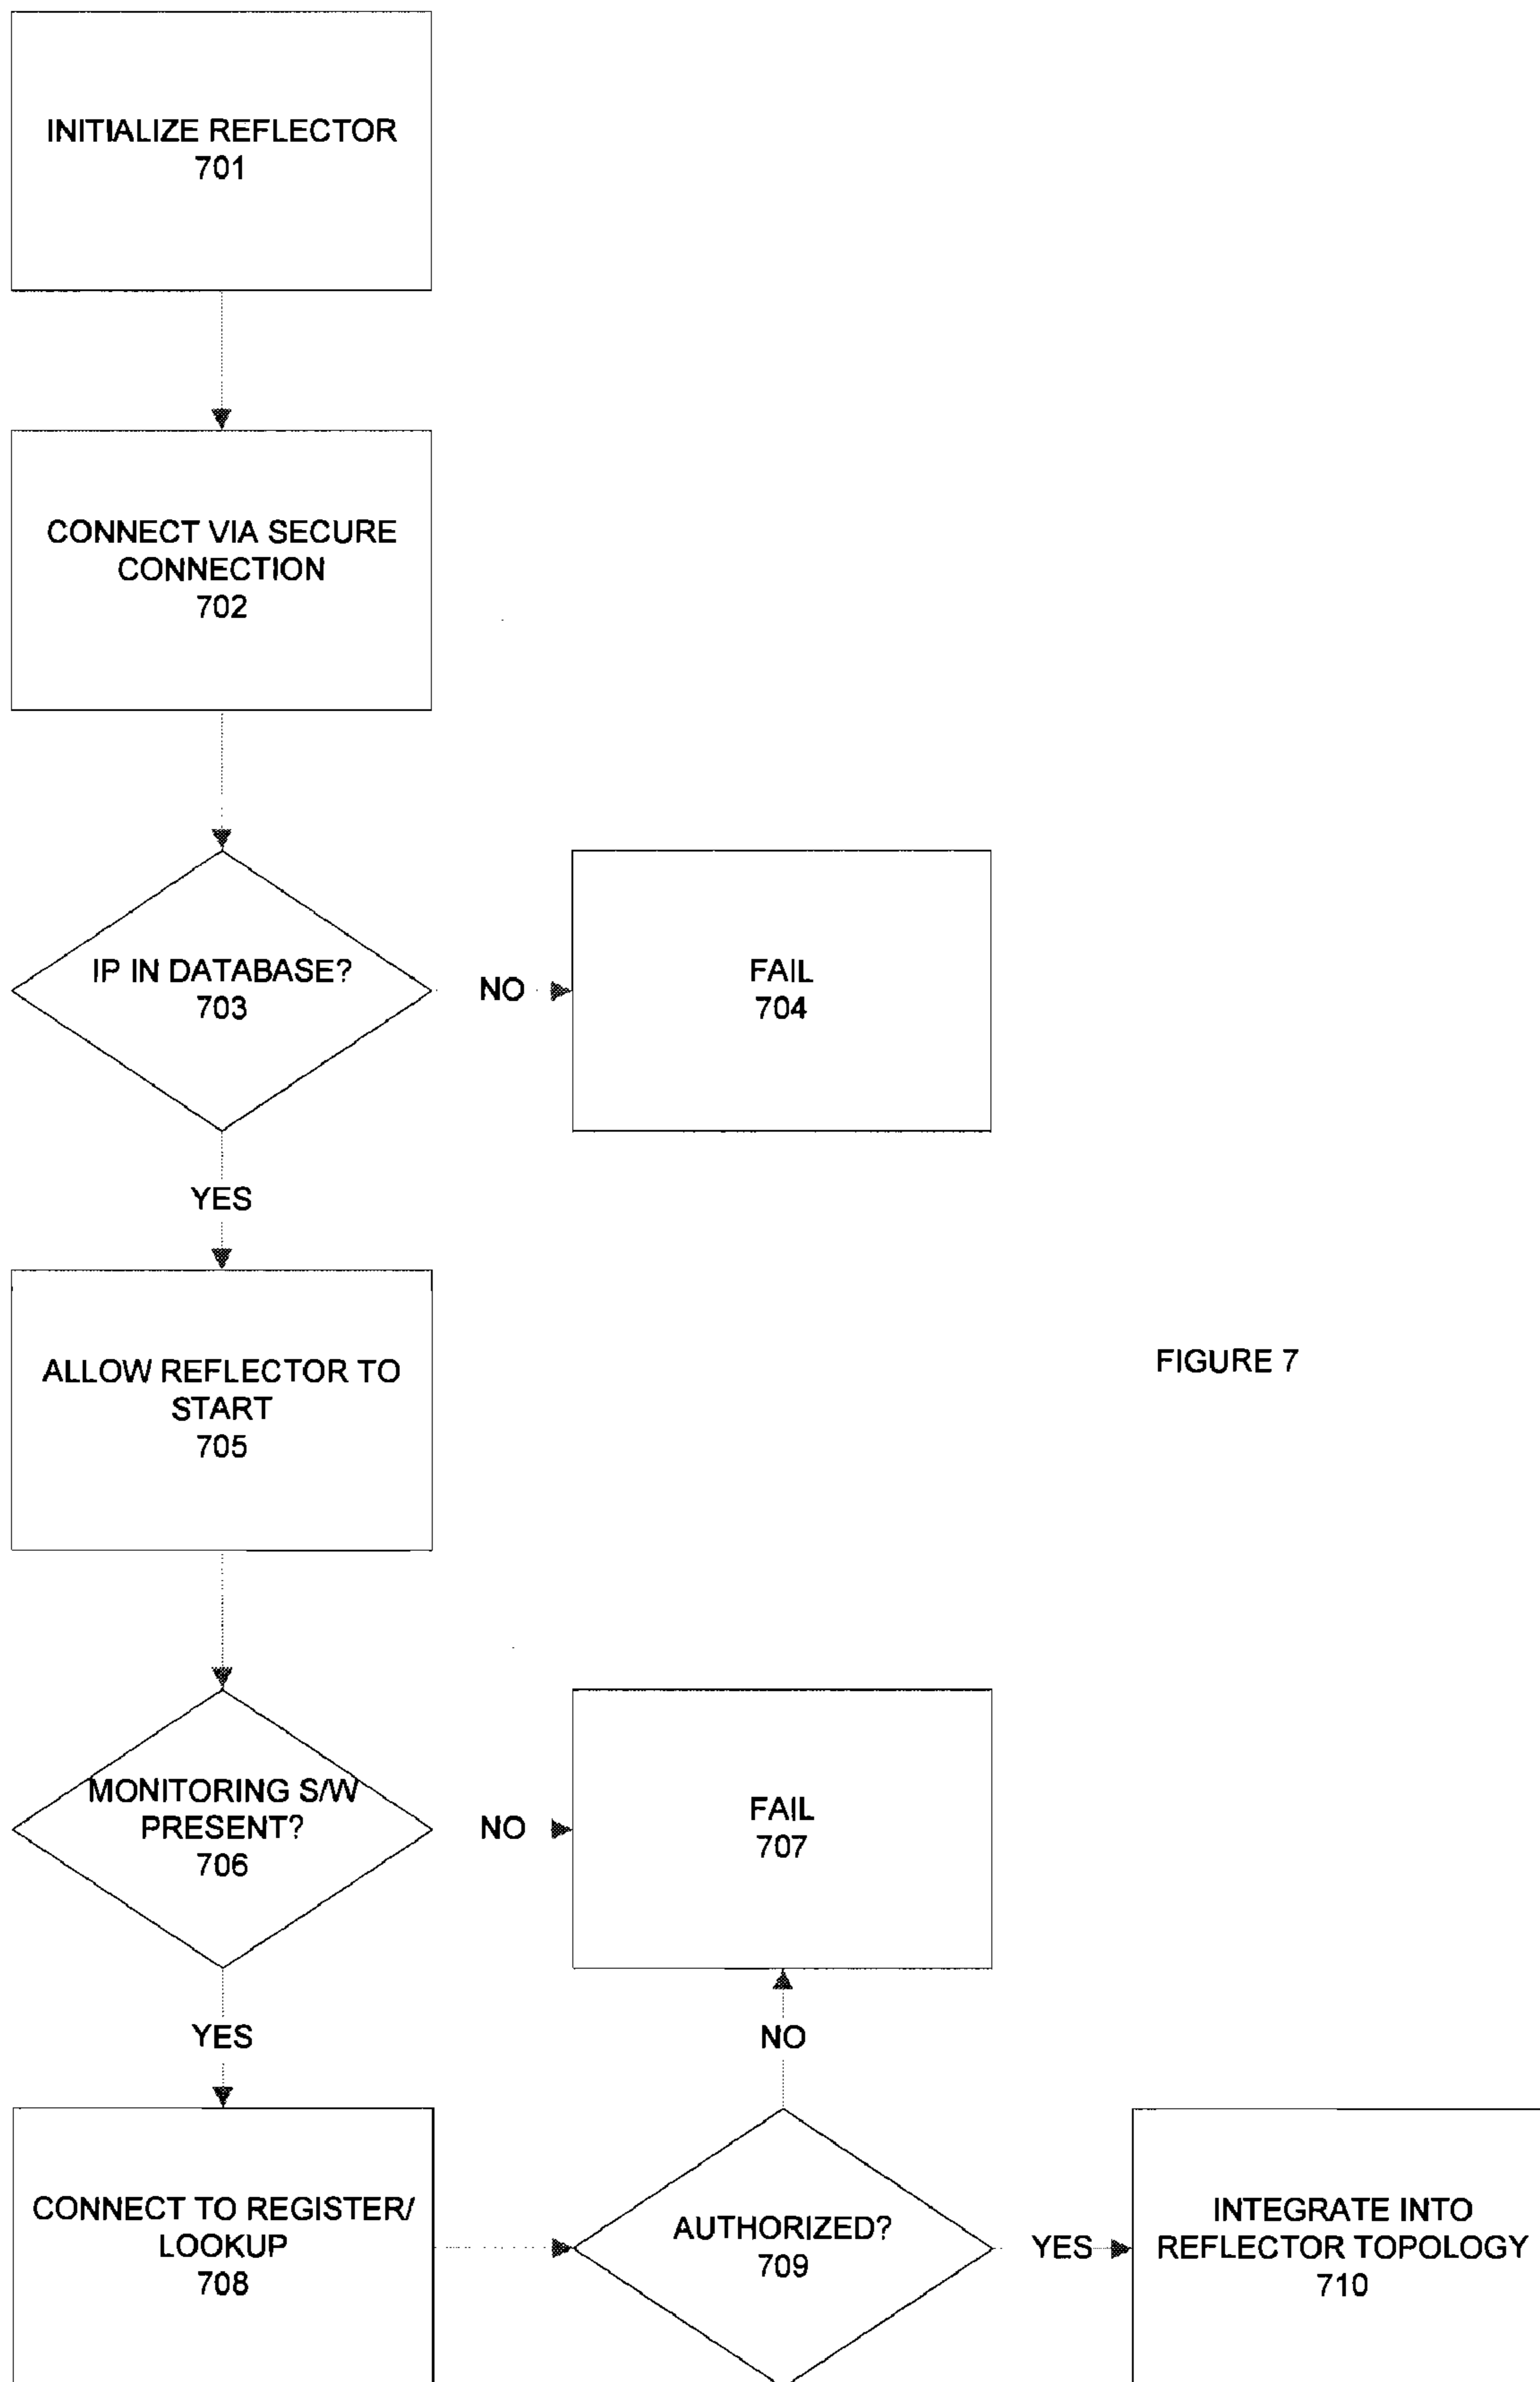 INITIALIZE REFLECTOR
701
CONNECT VIA SECURE
CONNECTION
702
IP IN DATABASE?
703
NO
FAIL
704
YES
ALLOW REFLECTOR TO
START
705
FIGURE 7
MONITORING S/W
PRESENT?
706
NO
FAIL
707
YES
NO
CONNECT TO REGISTER/
LOOKUP
708
AUTHORIZED?
709
YES
INTEGRATE INTO
REFLECTOR TOPOLOGY
710